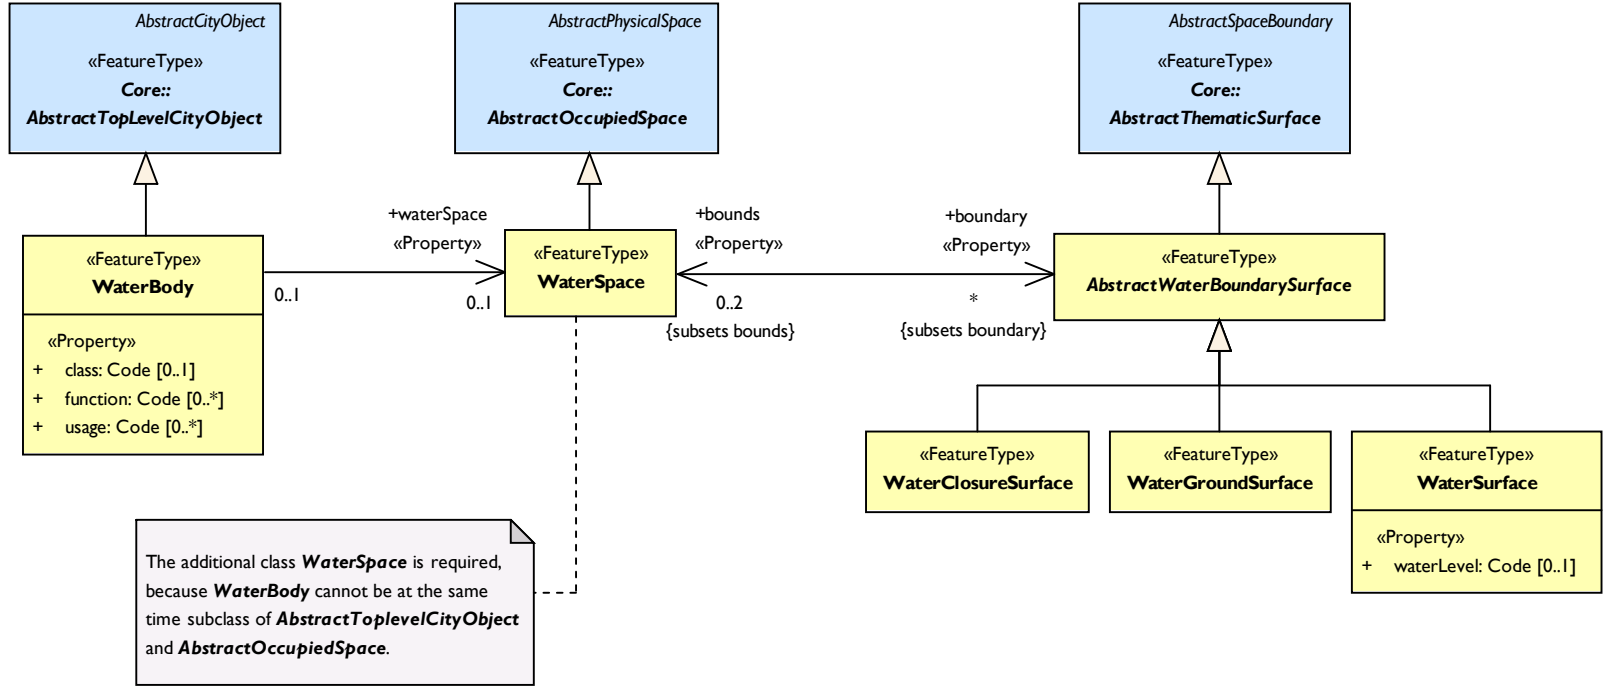 AbstractCityObject
«FeatureType»
Core::
AbstractTopLevelCityObject
AbstractPhysicalSpace
«FeatureType»
Core::
AbstractOccupiedSpace
AbstractSpaceBoundary
«FeatureType»
Core::
AbstractThematicSurface
+waterSpace
«Property»
0..1
0..1
+bounds
«Property»
0..2
{subsets bounds}
+boundary
«Property»
*
{subsets boundary}
«FeatureType»
WaterBody
«Property»
+ class: Code [0..1]
+ function: Code [0..*]
+ usage: Code [0..*]
«FeatureType»
WaterSpace
«FeatureType»
AbstractWaterBoundarySurface
«FeatureType»
WaterClosureSurface
«FeatureType»
WaterGroundSurface
«FeatureType»
WaterSurface
«Property»
+ waterLevel: Code [0..1]
The additional class WaterSpace is required,
because WaterBody cannot be at the same
time subclass of AbstractToplevelCityObject
and AbstractOccupiedSpace.